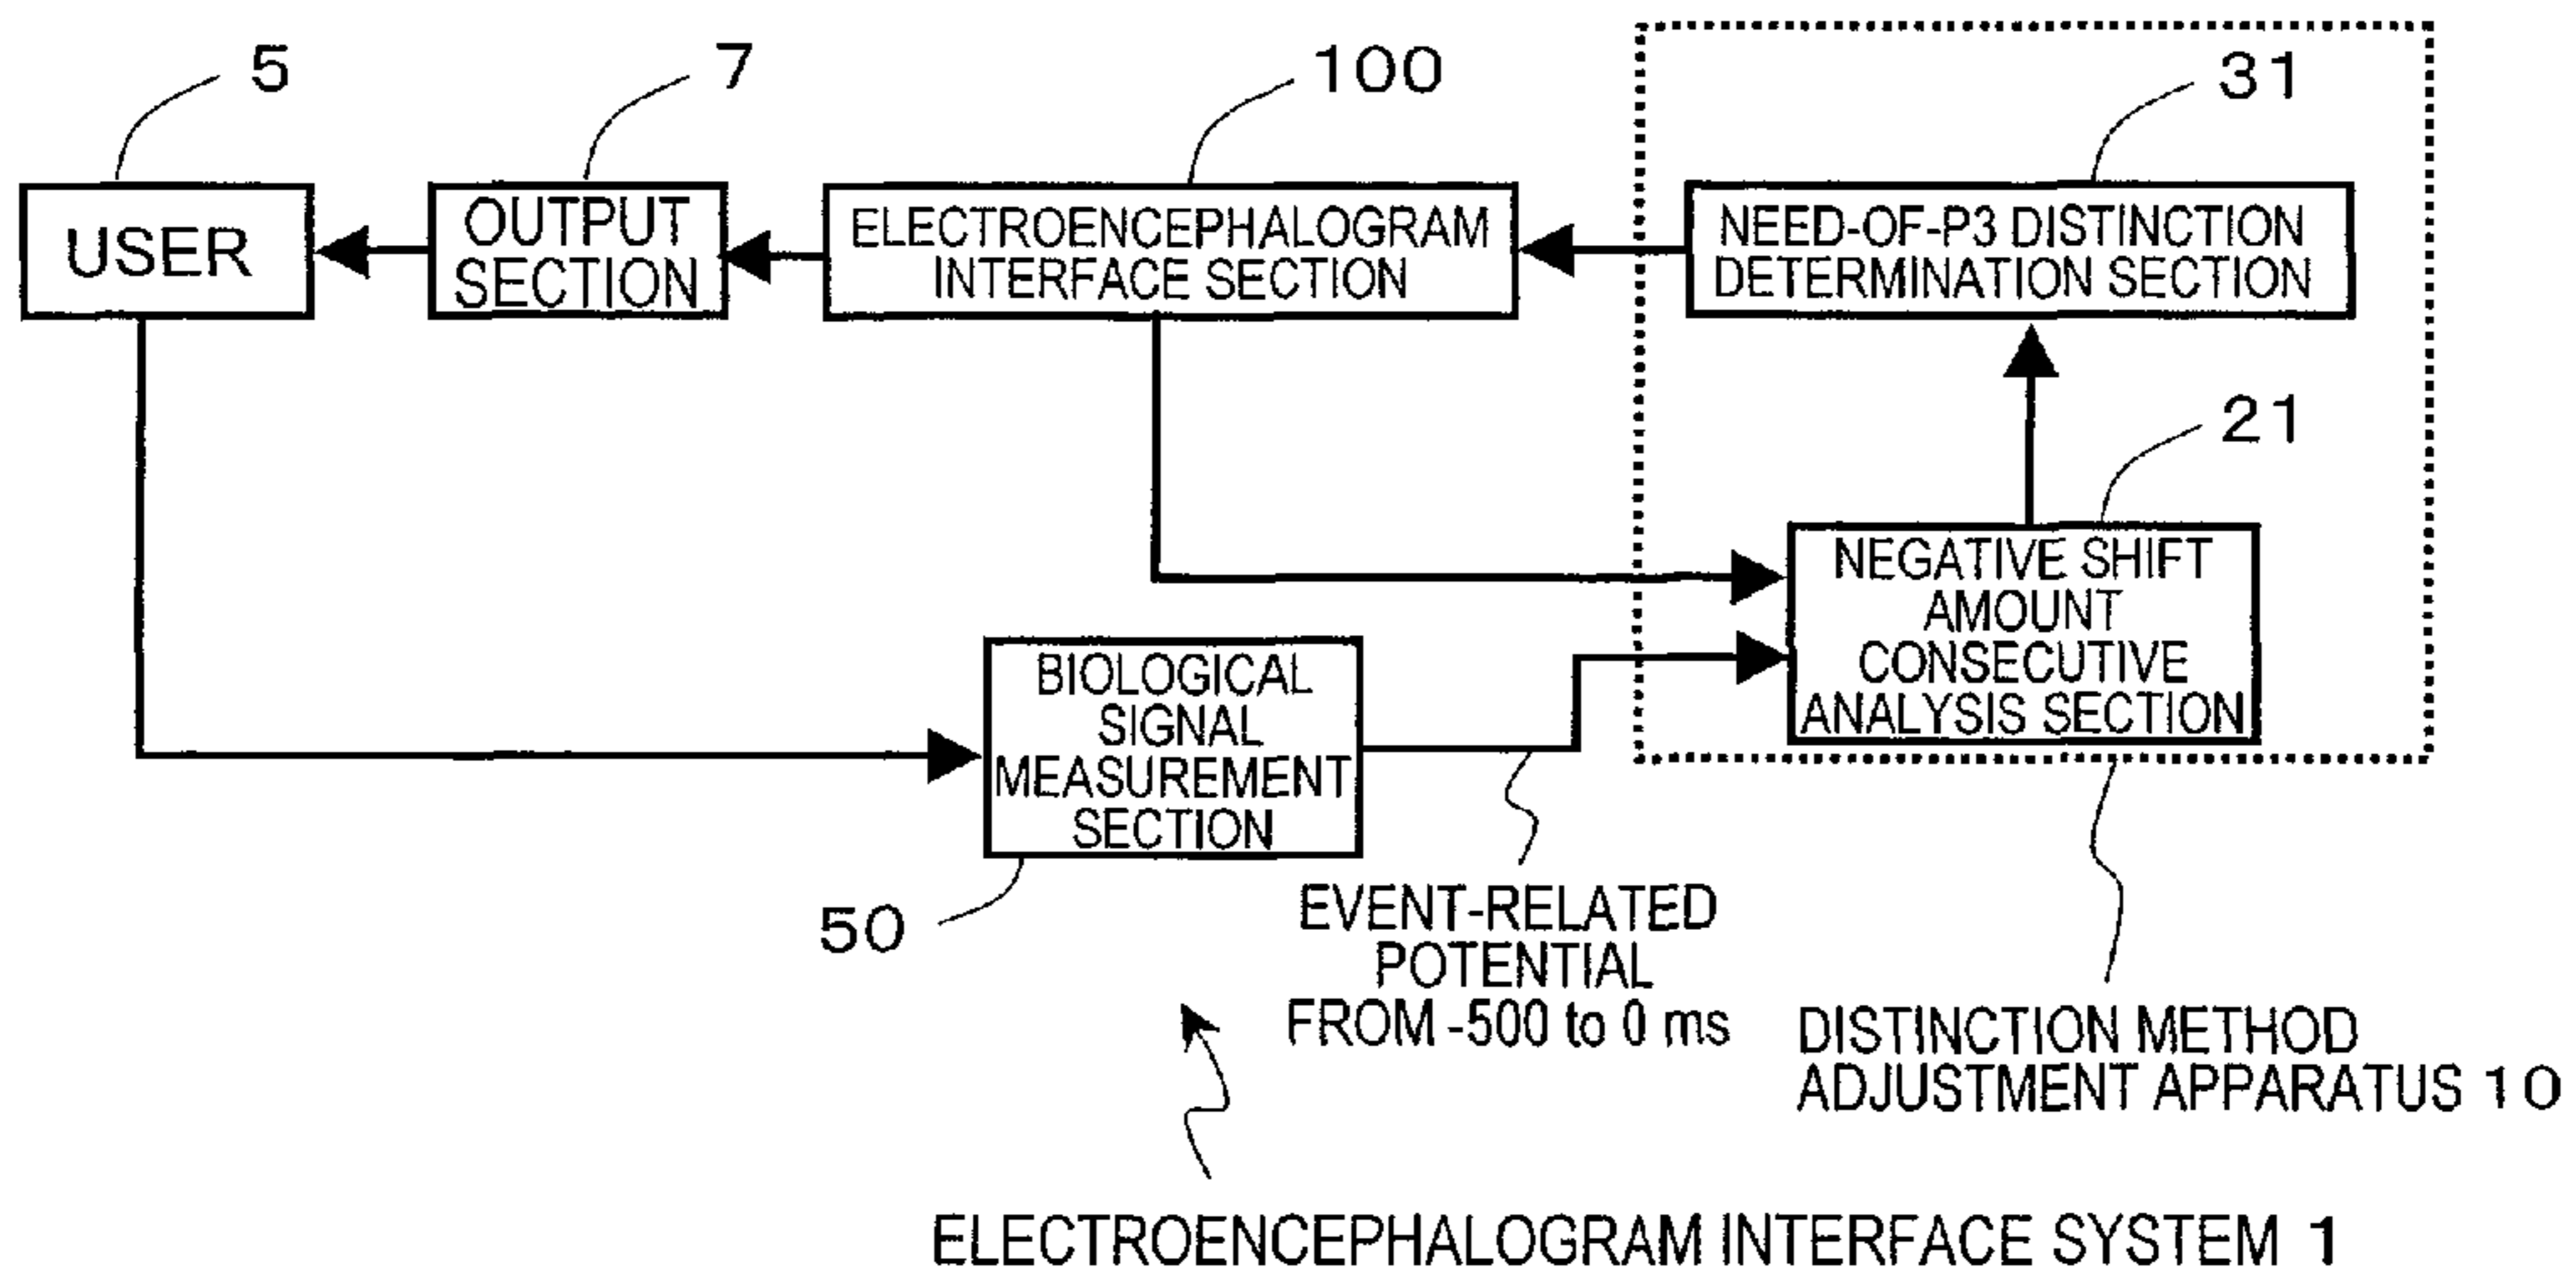 5
7
100
31
USER
OUTPUT
SECTION
ELECTROENCEPHALOGRAM
INTERFACE SECTION
NEED-OF-P3 DISTINCTION
DETERMINATION SECTION
21
NEGATIVE SHIFT
AMOUNT
CONSECUTIVE
ANALYSIS SECTION
BIOLOGICAL
SIGNAL
MEASUREMENT
SECTION
50
EVENT-RELATED
POTENTIAL
FROM -500 to 0 ms
DISTINCTION METHOD
ADJUSTMENT APPARATUS 10
ELECTROENCEPHALOGRAM INTERFACE SYSTEM 1